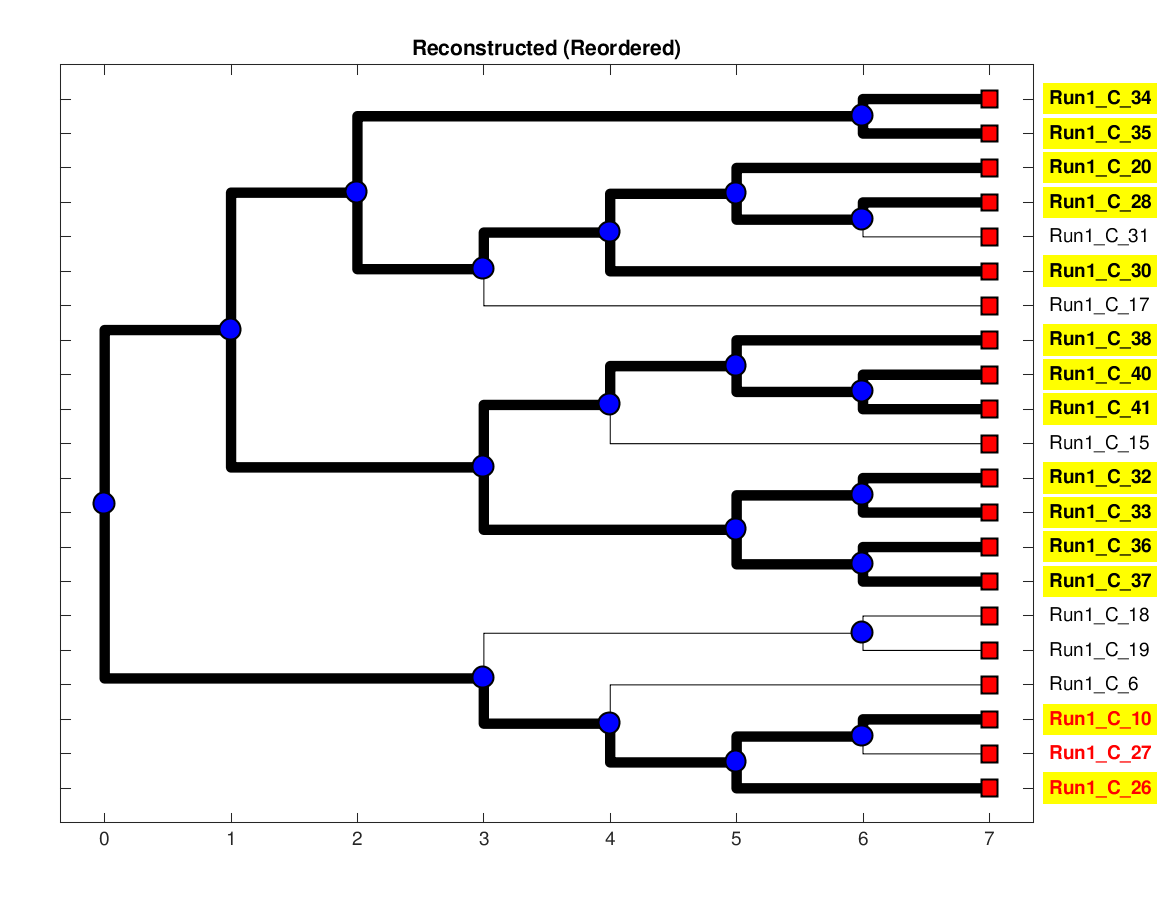 Reconstructed (Reordered)
Run1_C_34
Run1_C_35
Run1_C_20
Run1_C_28
Run1_C_31
Run1_C_30
Run1_C_17
Run1_C_38
Run1_C_40
Run1_C_41
Run1_C_15
Run1_C_32
Run1_C_33
Run1_C_36
Run1_C_37
Run1_C_18
Run1_C_19
Run1_C_6
Run1_C_10
Run1_C_27
Run1_C_26
0 1 2 3 4 5 6 7